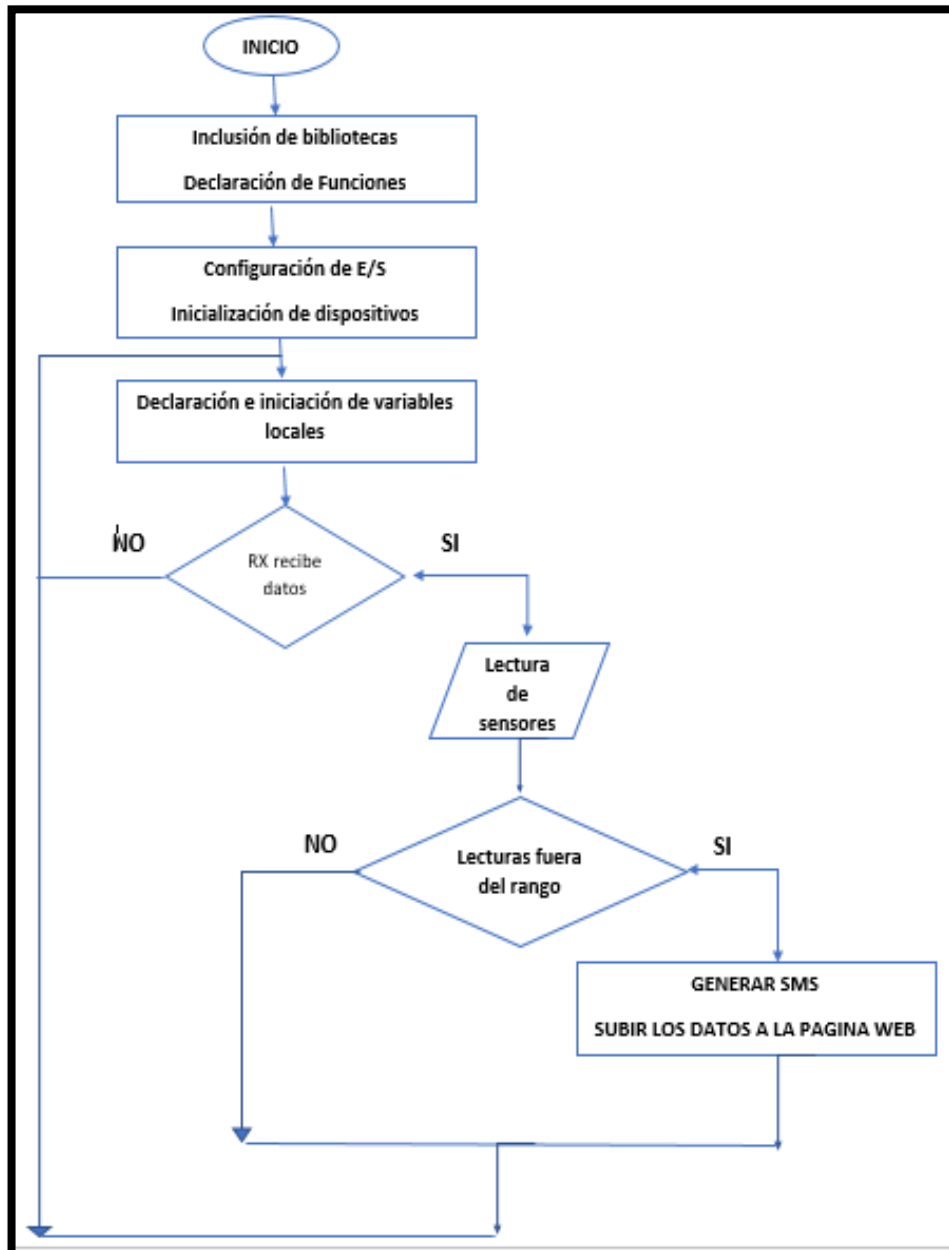 INICIO
Inclusión de bibliotecas
Declaración de Funciones
Configuración de E/S
Inicialización de dispositivos
Declaración e iniciación de variables
locales
NO
SI
RX recibe
datos
Lectura
de
sensores
NO
SI
Lecturas fuera
del rango
GENERAR SMS
SUBIR LOS DATOS A LA PAGINA WEB